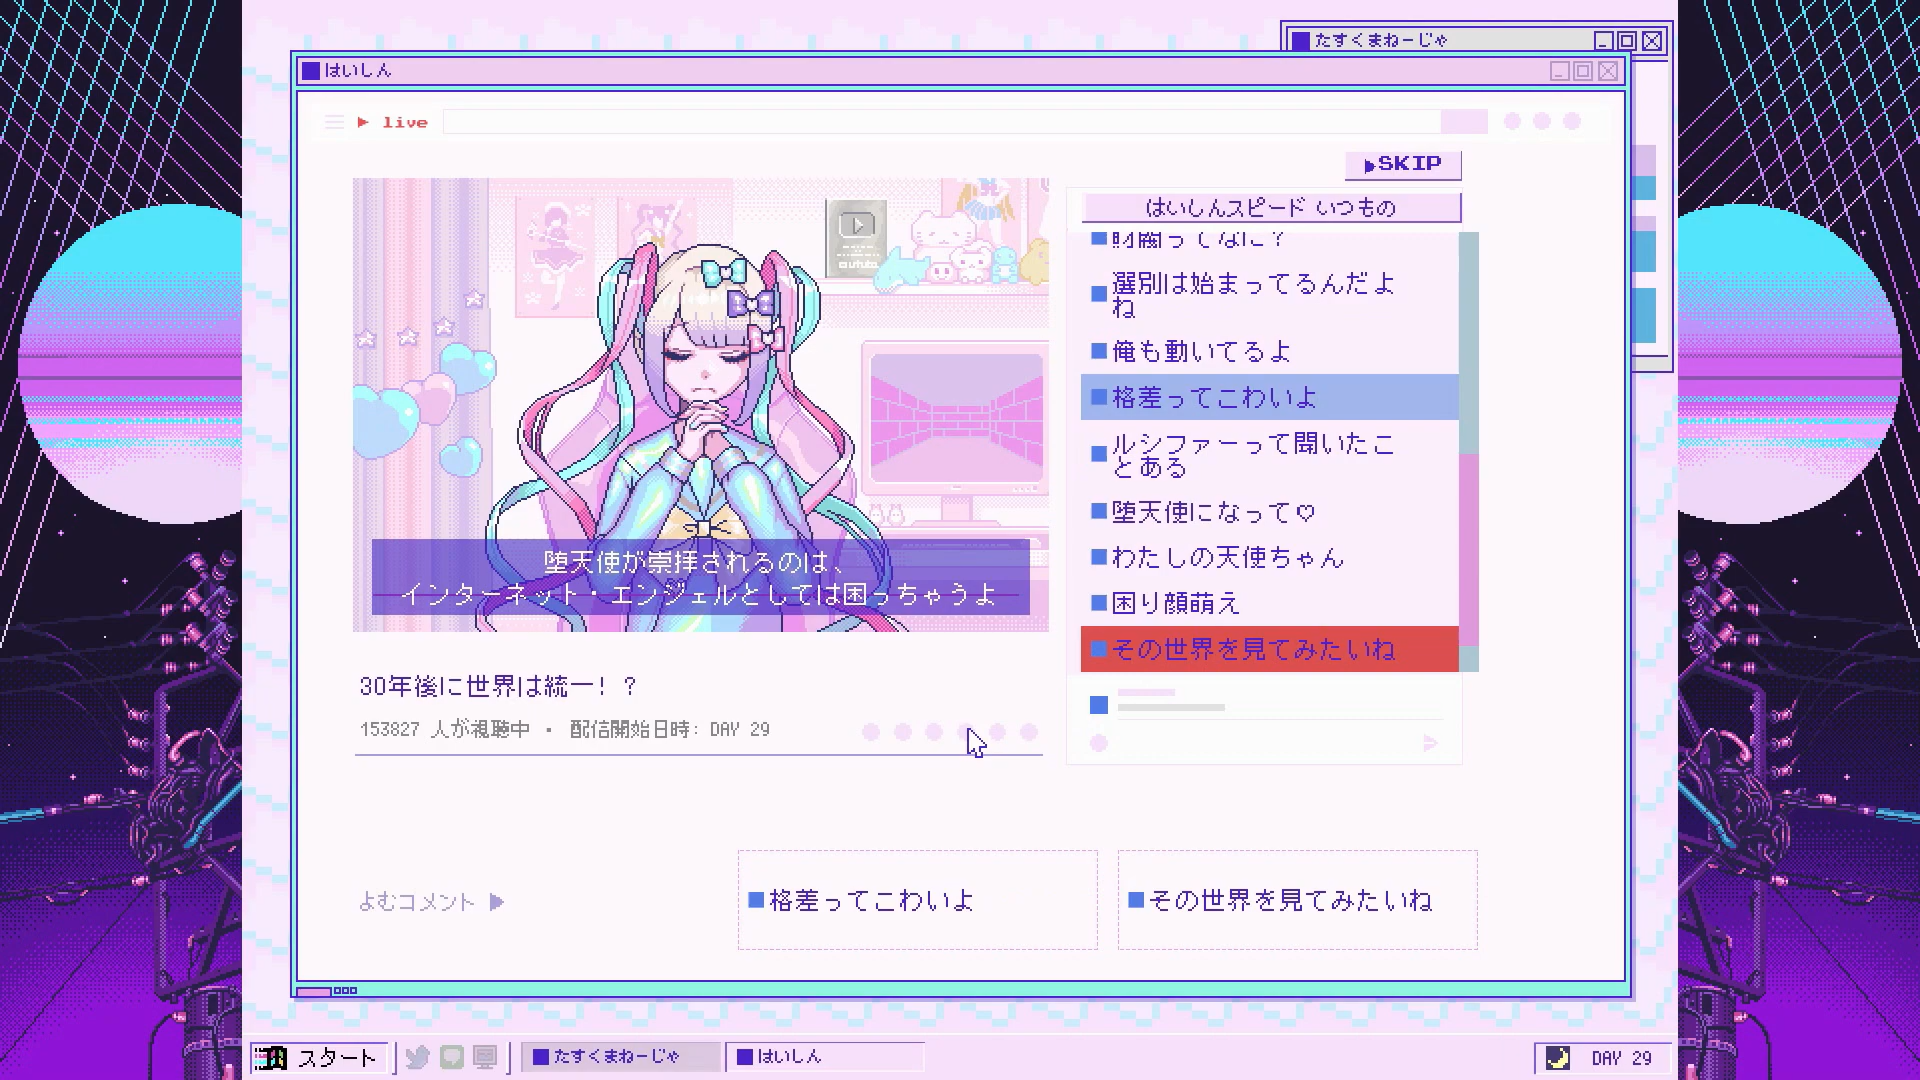 たすくまねーじゃ
はいしん
live
SKIP
はいしんスピード いつもの
財閥ってなに？
選別は始まってるんだよ
ね
俺も動いてるよ
格差ってこわいよ
ルシファーって聞いたこ
とある
堕天使になって♡
わたしの天使ちゃん
困り顔萌え
その世界を見てみたいね
堕天使が崇拝されるのは、
インターネット・エンジェルとしては困っちゃうよ
30年後に世界は統一！？
153827 人が視聴中 ・ 配信開始日時: DAY 29
よむコメント ▶
格差ってこわいよ
その世界を見てみたいね
スタート
たすくまねーじゃ
はいしん
DAY 29